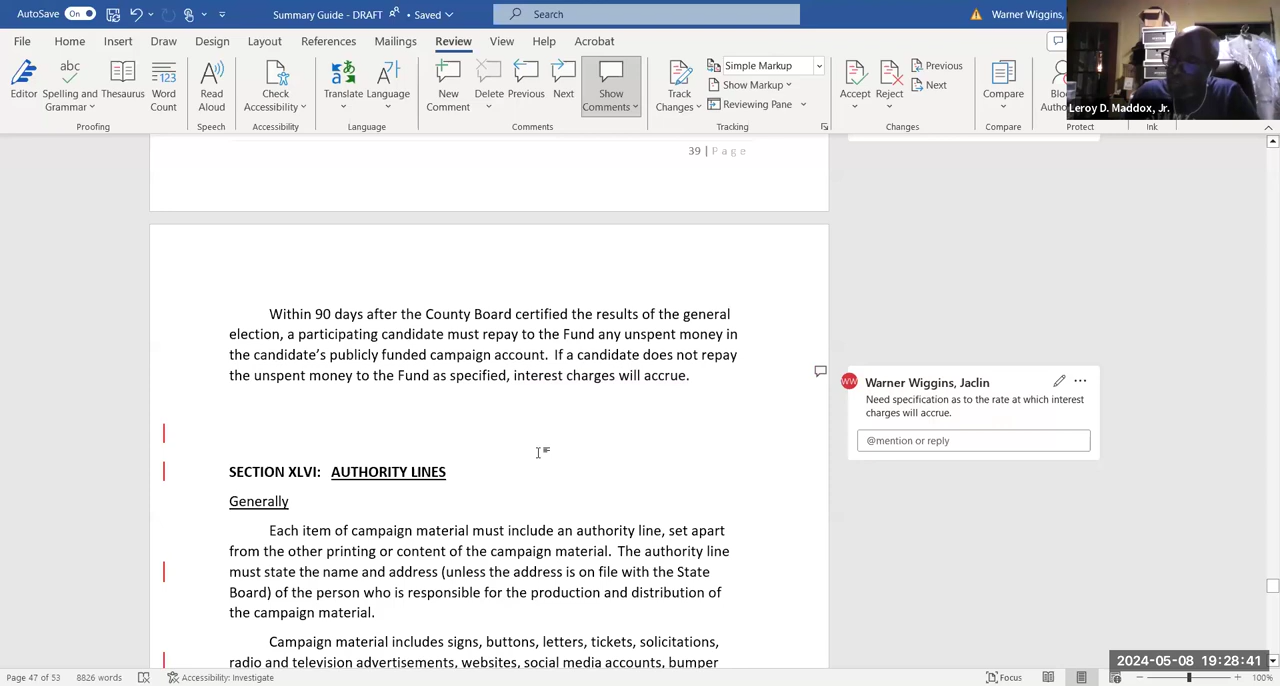 AutoSave On Summary Guide - DRAFT Saved Search Warner Wiggins,
File Home Insert Draw Design Layout References Mailings Review View Help Acrobat
Editor Spelling and Grammar Thesaurus Word Count Read Aloud Check Accessibility Translate Language New Comment Delete Previous Next Show Comments Track Changes Simple Markup Show Markup Reviewing Pane Accept Reject Previous Next Compare
Leroy D. Maddox, Jr.
Proofing Speech Accessibility Language Comments Tracking Changes Compare Protect Ink
39 | Page
Within 90 days after the County Board certified the results of the general
election, a participating candidate must repay to the Fund any unspent money in
the candidate's publicly funded campaign account. If a candidate does not repay
the unspent money to the Fund as specified, interest charges will accrue.
WW Warner Wiggins, Jaclin
Need specification as to the rate at which interest
charges will accrue.
@mention or reply
SECTION XLVI: AUTHORITY LINES
Generally
Each item of campaign material must include an authority line, set apart
from the other printing or content of the campaign material. The authority line
must state the name and address (unless the address is on file with the State
Board) of the person who is responsible for the production and distribution of
the campaign material.
Campaign material includes signs, buttons, letters, tickets, solicitations,
radio and television advertisements, websites, social media accounts, bumper
2024-05-08 19:28:41
Page 47 of 53 8826 words Accessibility: Investigate Focus 100%